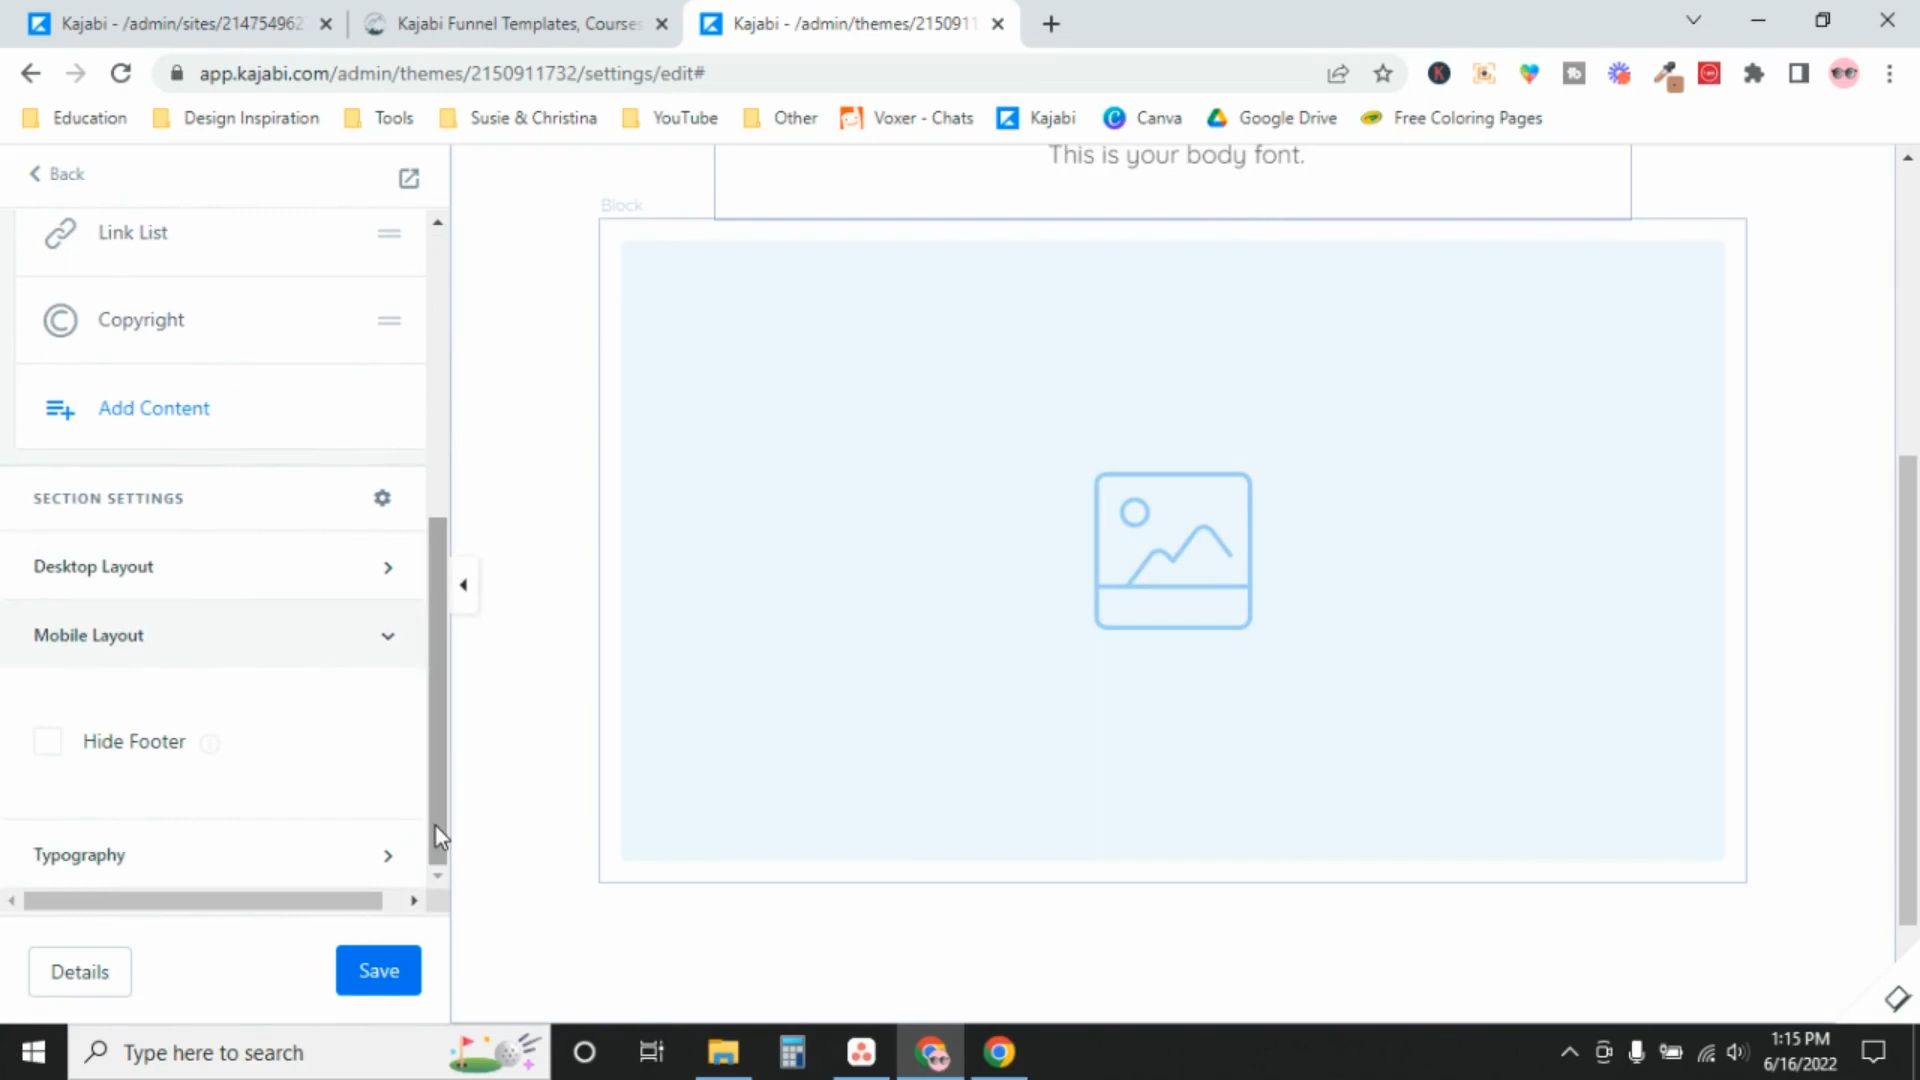 Kajabi - /admin/sites/214754962
Kajabi Funnel Templates, Courses
Kajabi - /admin/themes/2150911
app.kajabi.com/admin/themes/2150911732/settings/edit#
Education
Design Inspiration
Tools
Susie & Christina
YouTube
Other
Voxer - Chats
Kajabi
Canva
Google Drive
Free Coloring Pages
Back
This is your body font.
Block
Link List
Copyright
Add Content
SECTION SETTINGS
Desktop Layout
Mobile Layout
Hide Footer
Typography
Details
Save
Type here to search
1:15 PM
6/16/2022